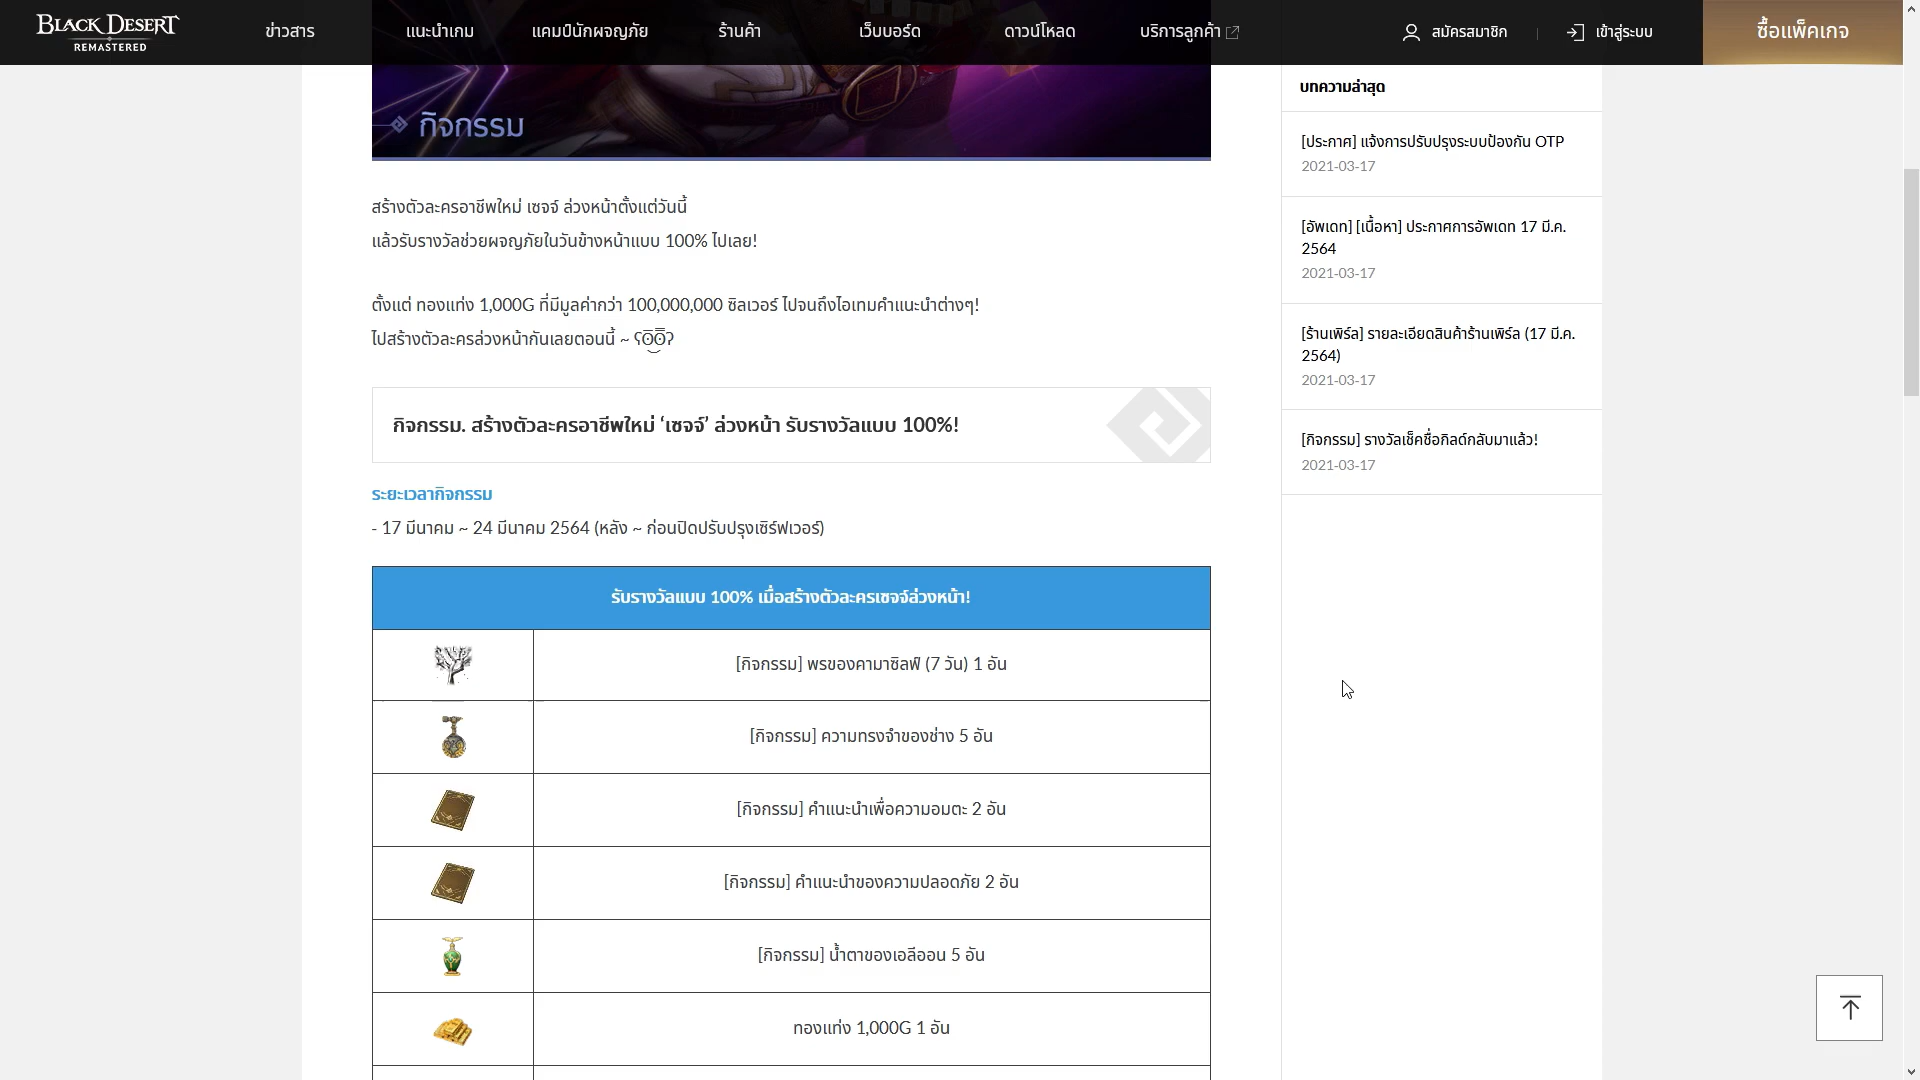 BLACK DESERT
REMASTERED
ข่าวสาร
แนะนำเกม
แคมป์นักผจญภัย
ร้านค้า
เว็บบอร์ด
ดาวน์โหลด
บริการลูกค้า
สมัครสมาชิก
เข้าสู่ระบบ
ซื้อแพ็คเกจ
กิจกรรม
สร้างตัวละครอาชีพใหม่ เซจจ์ ล่วงหน้าตั้งแต่วันนี้
แล้วรับรางวัลช่วยผจญภัยในวันข้างหน้าแบบ 100% ไปเลย!
ตั้งแต่ ทองแท่ง 1,000G ที่มีมูลค่ากว่า 100,000,000 ซิลเวอร์ ไปจนถึงไอเทมคำแนะนำต่างๆ!
ไปสร้างตัวละครล่วงหน้ากันเลยตอนนี้ ~
กิจกรรม. สร้างตัวละครอาชีพใหม่ ‘เซจจ์’ ล่วงหน้า รับรางวัลแบบ 100%!
ระยะเวลากิจกรรม
- 17 มีนาคม ~ 24 มีนาคม 2564 (หลัง ~ ก่อนปิดปรับปรุงเซิร์ฟเวอร์)
รับรางวัลแบบ 100% เมื่อสร้างตัวละครเซจจ์ล่วงหน้า!
[กิจกรรม] พรของคามาซิลฟ์ (7 วัน) 1 อัน
[กิจกรรม] ความทรงจำของช่าง 5 อัน
[กิจกรรม] คำแนะนำเพื่อความอมตะ 2 อัน
[กิจกรรม] คำแนะนำของความปลอดภัย 2 อัน
[กิจกรรม] น้ำตาของเอลีออน 5 อัน
ทองแท่ง 1,000G 1 อัน
บทความล่าสุด
[ประกาศ] แจ้งการปรับปรุงระบบป้องกัน OTP
2021-03-17
[อัพเดท] [เนื้อหา] ประกาศการอัพเดท 17 มี.ค.
2564
2021-03-17
[ร้านเพิร์ล] รายละเอียดสินค้าร้านเพิร์ล (17 มี.ค.
2564)
2021-03-17
[กิจกรรม] รางวัลเช็คชื่อกิลด์กลับมาแล้ว!
2021-03-17